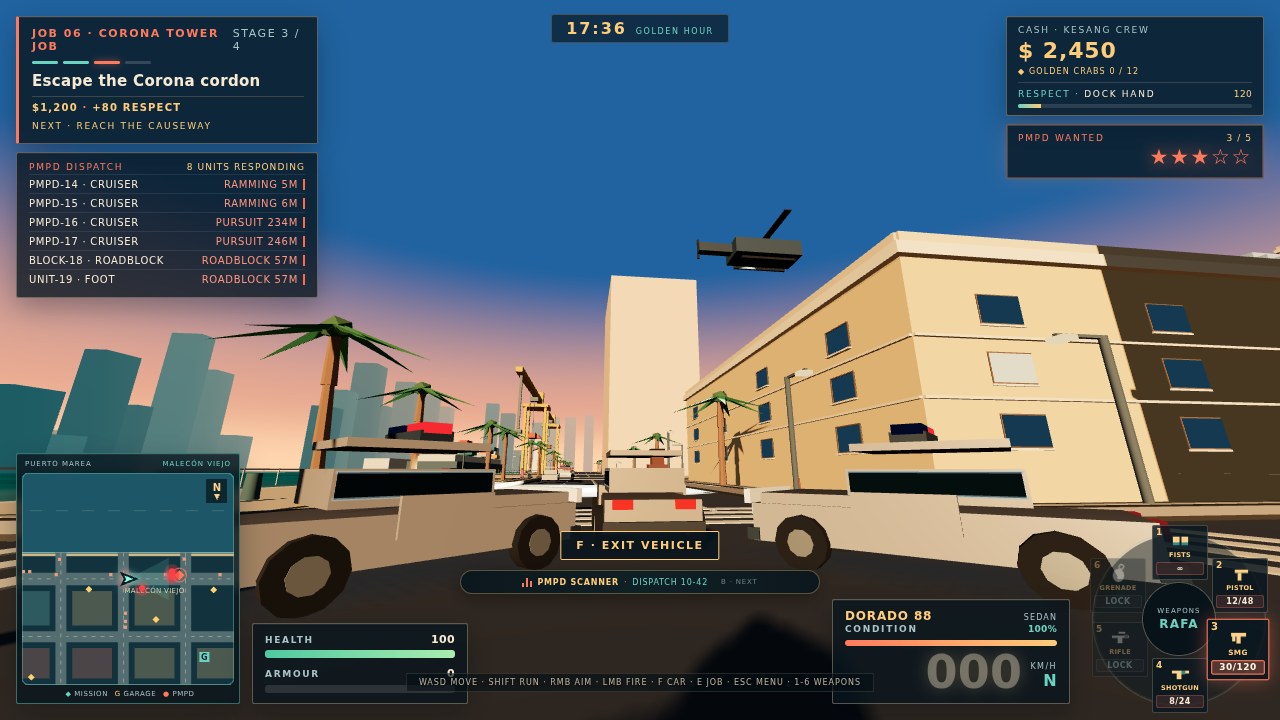 JOB 06 · CORONA TOWER JOB
STAGE 3 / 4
Escape the Corona cordon
$1,200 · +80 RESPECT
NEXT · REACH THE CAUSEWAY
PMPD DISPATCH
8 UNITS RESPONDING
PMPD-14 · CRUISER RAMMING 5M
PMPD-15 · CRUISER RAMMING 6M
PMPD-16 · CRUISER PURSUIT 234M
PMPD-17 · CRUISER PURSUIT 246M
BLOCK-18 · ROADBLOCK ROADBLOCK 57M
UNIT-19 · FOOT ROADBLOCK 57M
17:36 GOLDEN HOUR
CASH · KESANG CREW
$ 2,450
◆ GOLDEN CRABS 0 / 12
RESPECT · DOCK HAND 120
PMPD WANTED 3 / 5
★★★☆☆
PUERTO MAREA MALECÓN VIEJO
N
MALECÓN VIEJO
G
◆ MISSION G GARAGE ● PMPD
F · EXIT VEHICLE
PMPD SCANNER · DISPATCH 10-42 B · NEXT
HEALTH 100
ARMOUR 0
WASD MOVE · SHIFT RUN · RMB AIM · LMB FIRE · F CAR · E JOB · ESC MENU · 1-6 WEAPONS
DORADO 88 SEDAN
CONDITION 100%
000 KM/H
N
1
FISTS
∞
2
PISTOL
12/48
3
SMG
30/120
4
SHOTGUN
8/24
5
RIFLE
LOCK
6
GRENADE
LOCK
WEAPONS
RAFA